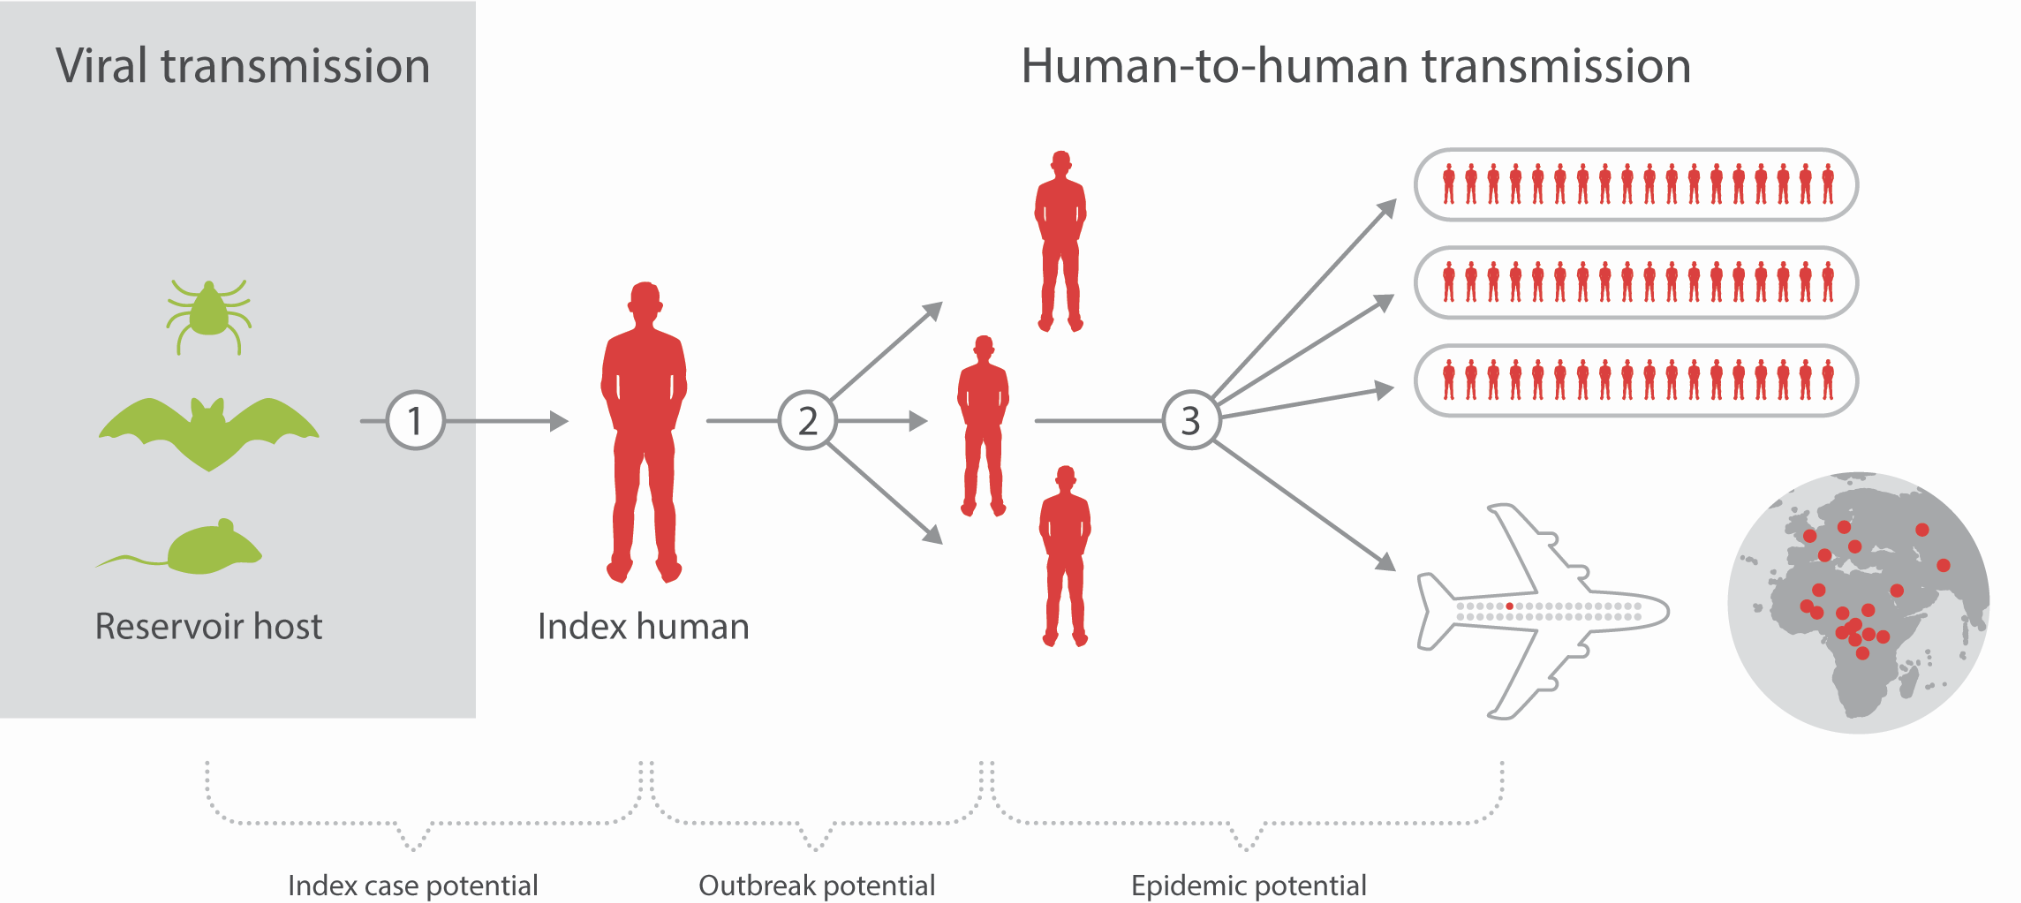 Viral transmission
Human-to-human transmission
1
2
3
Reservoir host
Index human
Index case potential
Outbreak potential
Epidemic potential